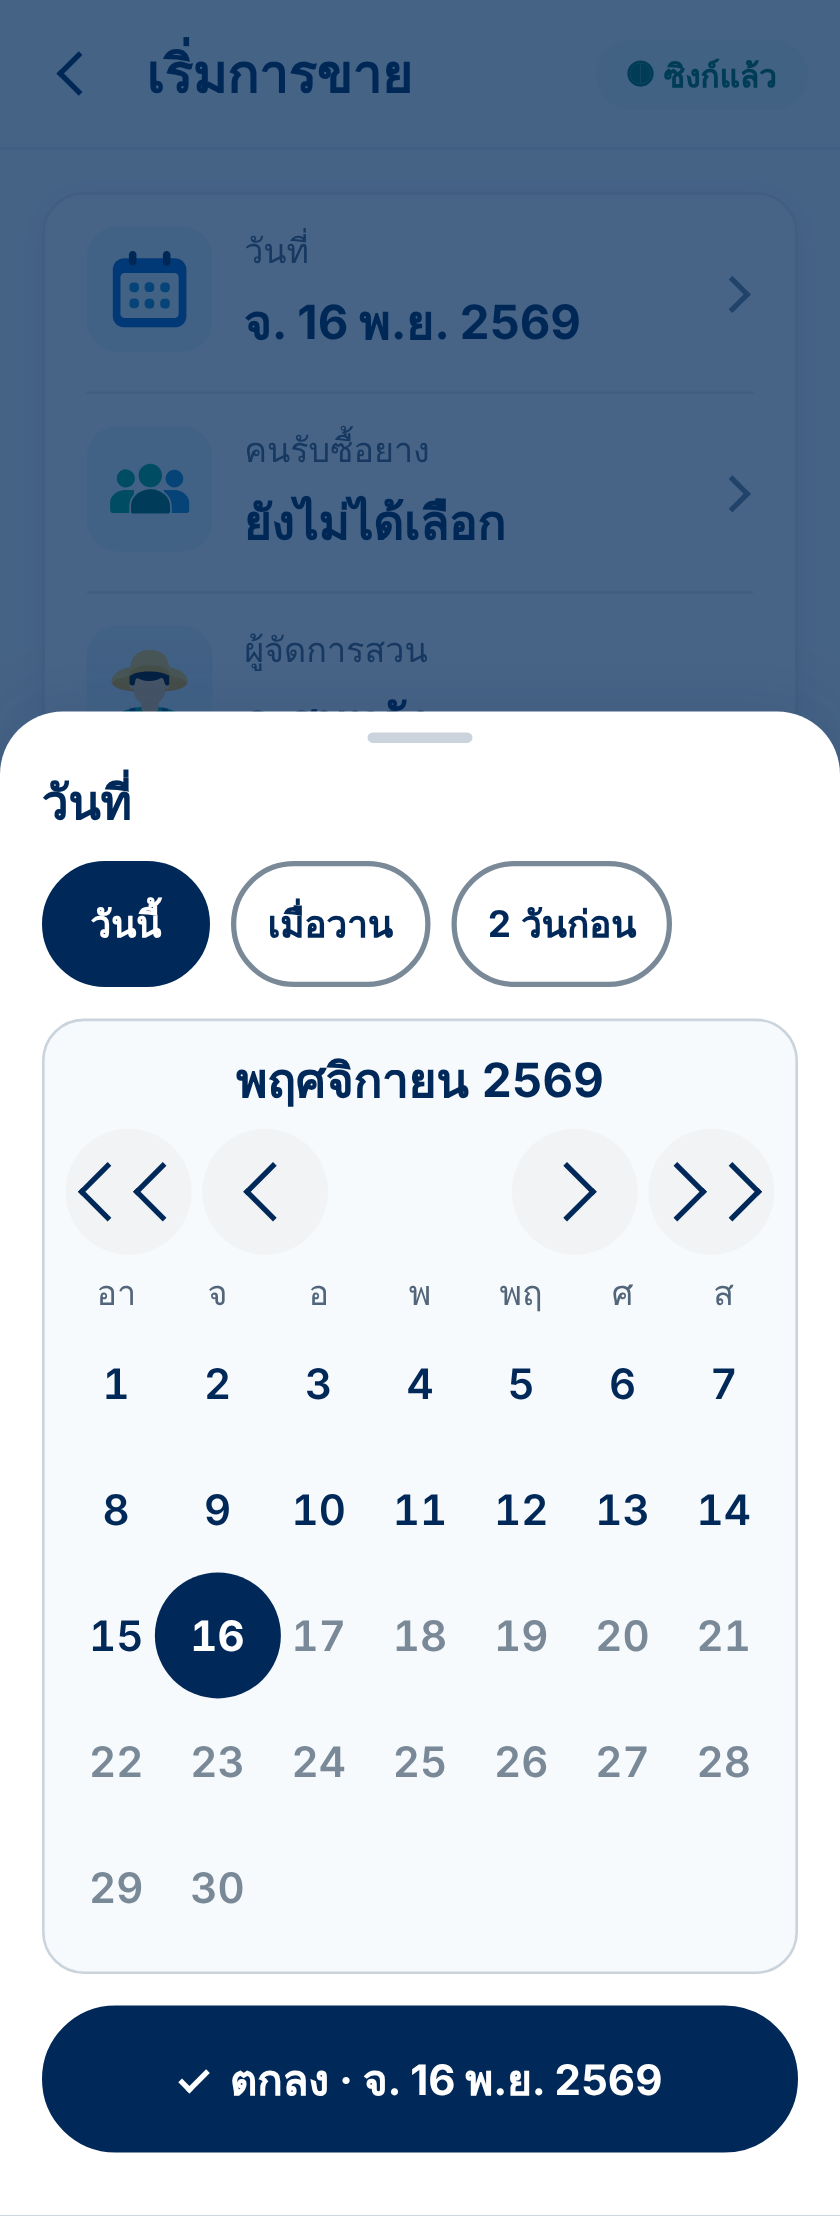 เริ่มการขาย
ซิงก์แล้ว
วันที่
จ. 16 พ.ย. 2569
คนรับซื้อยาง
ยังไม่ได้เลือก
ผู้จัดการสวน
วันที่
วันนี้ เมื่อวาน 2 วันก่อน
พฤศจิกายน 2569
อา จ อ พ พฤ ศ ส
1 2 3 4 5 6 7
8 9 10 11 12 13 14
15 16 17 18 19 20 21
22 23 24 25 26 27 28
29 30
ตกลง · จ. 16 พ.ย. 2569